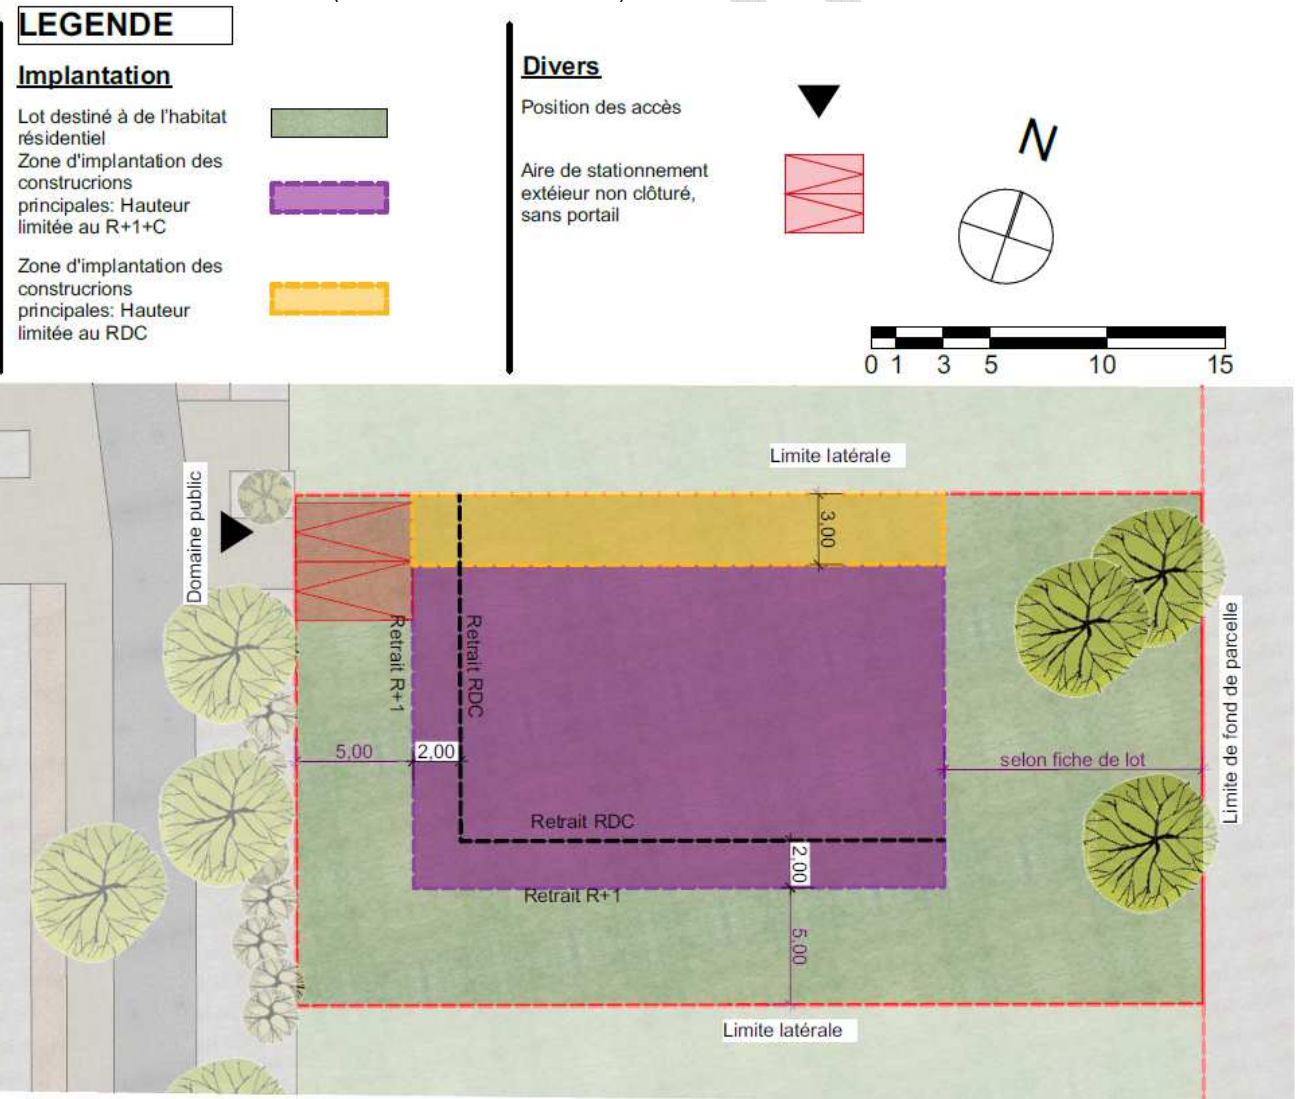 LEGENDE
Implantation
Lot destiné à de l'habitat
résidentiel
Zone d'implantation des
construcrions
principales: Hauteur
limitée au R+1+C
Zone d'implantation des
construcrions
principales: Hauteur
limitée au RDC
Divers
Position des accès
Aire de stationnement
extéieur non clôturé,
sans portail
N
0 1 3 5 10 15
Limite latérale
Domaine public
3,00
Retrait R+1
Retrait RDC
Limite de fond de parcelle
5,00
2,00
selon fiche de lot
Retrait RDC
2,00
Retrait R+1
5,00
Limite latérale